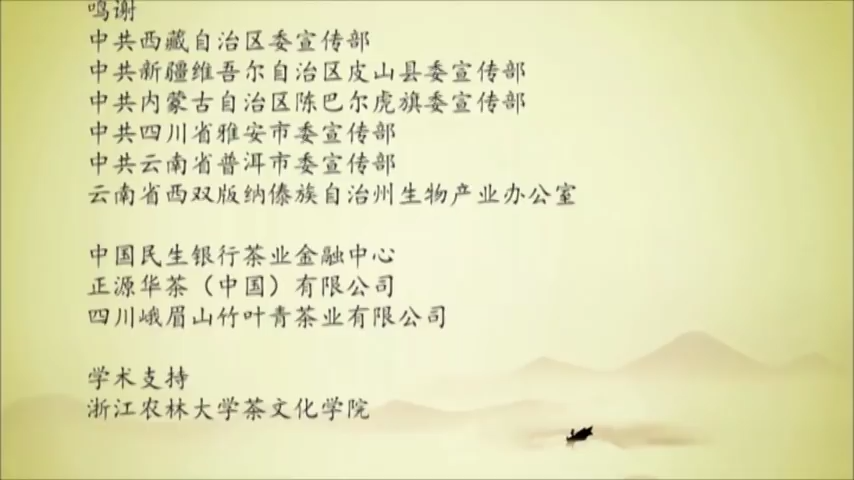 鸣谢
中共西藏自治区委宣传部
中共新疆维吾尔自治区皮山县委宣传部
中共内蒙古自治区陈巴尔虎旗委宣传部
中共四川省雅安市委宣传部
中共云南省普洱市委宣传部
云南省西双版纳傣族自治州生物产业办公室
中国民生银行茶业金融中心
正源华茶（中国）有限公司
四川峨眉山竹叶青茶业有限公司
学术支持
浙江农林大学茶文化学院